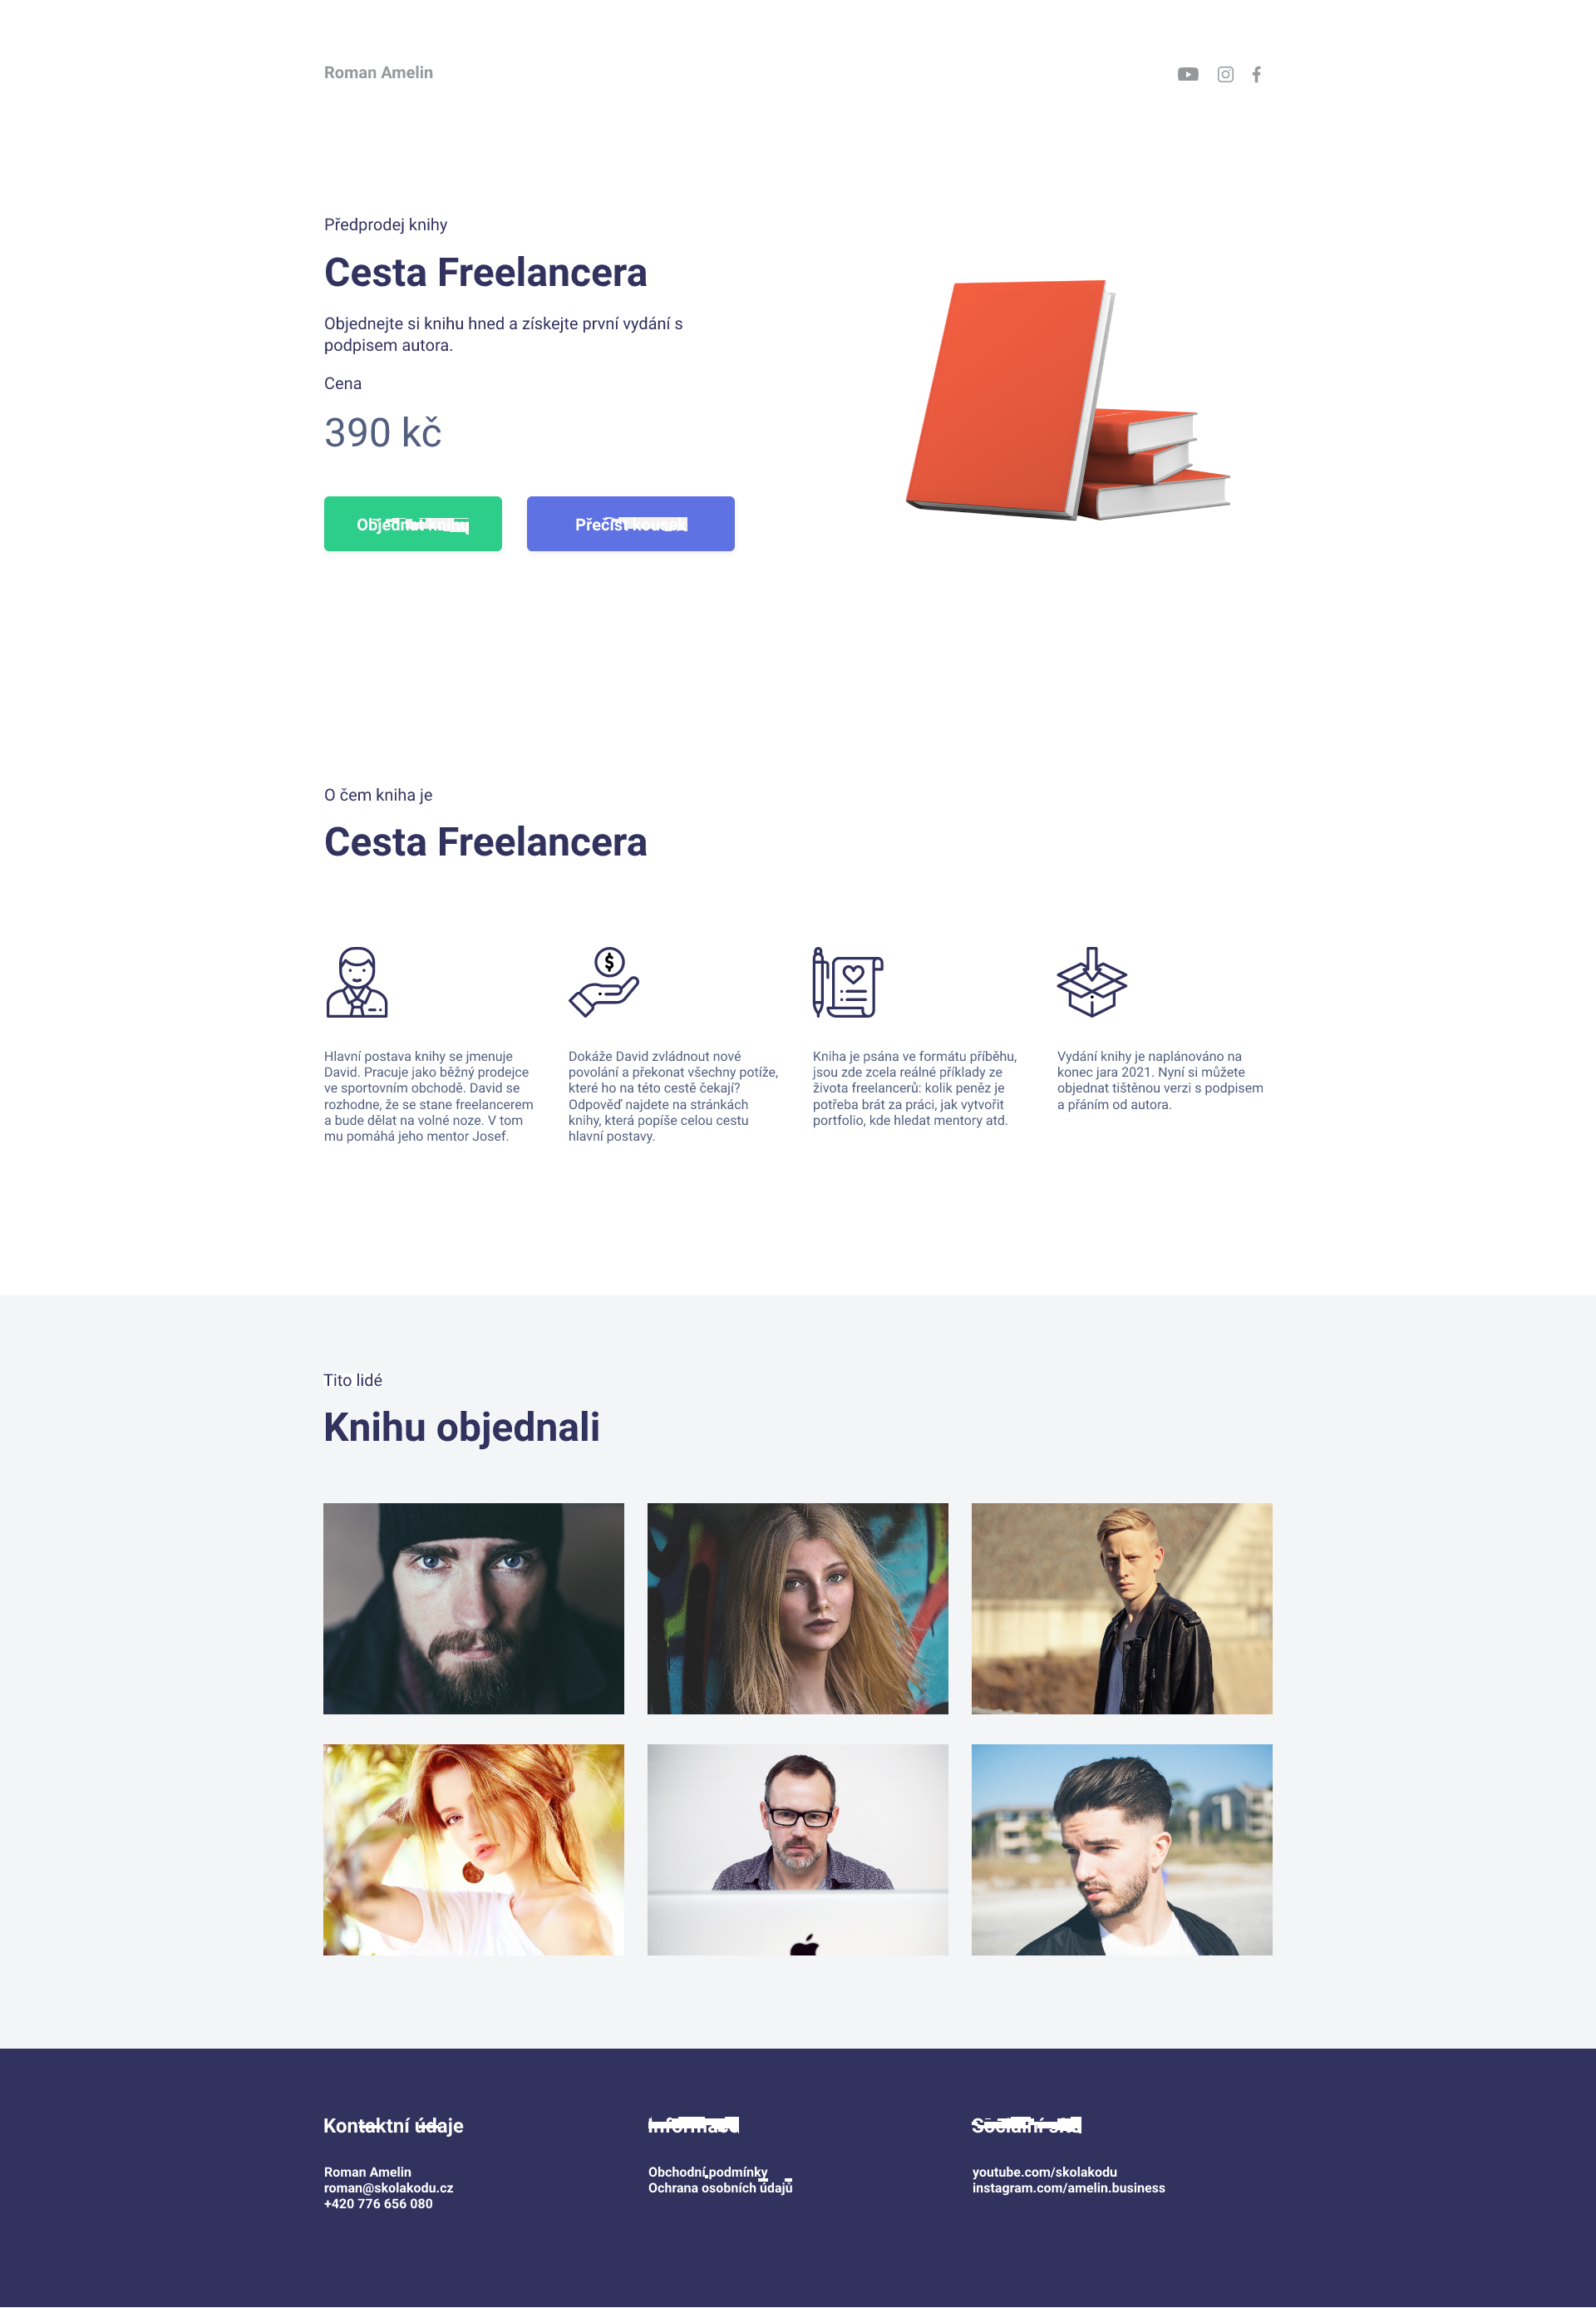 Roman Amelin
Předprodej knihy
Cesta Freelancera
Objednejte si knihu hned a získejte první vydání s
podpisem autora.
Cena
390 kč
Objednat knihu
Přečíst kousek
O čem kniha je
Cesta Freelancera
Hlavní postava knihy se jmenuje
David. Pracuje jako běžný prodejce
ve sportovním obchodě. David se
rozhodne, že se stane freelancerem
a bude dělat na volné noze. V tom
mu pomáhá jeho mentor Josef.
Dokáže David zvládnout nové
povolání a překonat všechny potíže,
které ho na této cestě čekají?
Odpověď najdete na stránkách
knihy, která popíše celou cestu
hlavní postavy.
Kniha je psána ve formátu příběhu,
jsou zde zcela reálné příklady ze
života freelancerů: kolik peněz je
potřeba brát za práci, jak vytvořit
portfolio, kde hledat mentory atd.
Vydání knihy je naplánováno na
konec jara 2021. Nyní si můžete
objednat tištěnou verzi s podpisem
a přáním od autora.
Tito lidé
Knihu objednali
Kontaktní údaje
Roman Amelin
roman@skolakodu.cz
+420 776 656 080
Informace
Obchodní podmínky
Ochrana osobních údajů
Sociální sítě
youtube.com/skolakodu
instagram.com/amelin.business